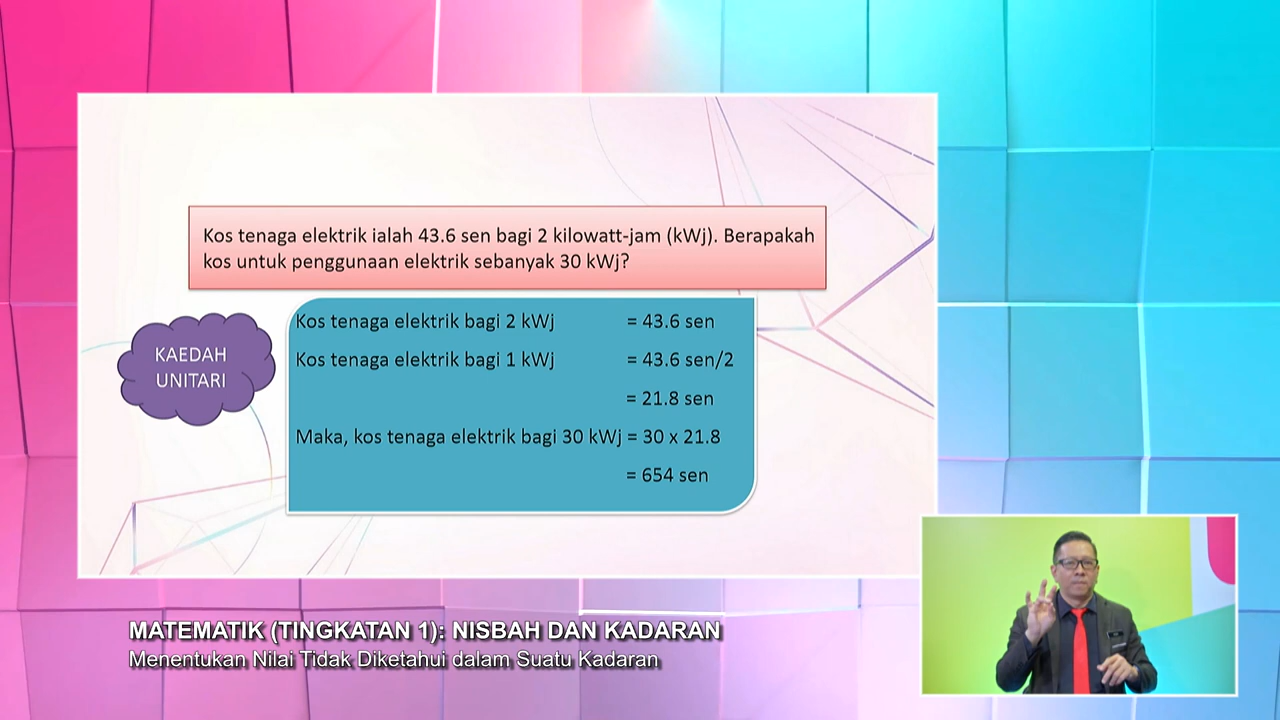 Kos tenaga elektrik ialah 43.6 sen bagi 2 kilowatt-jam (kWj). Berapakah
kos untuk penggunaan elektrik sebanyak 30 kWj?
KAEDAH
UNITARI
Kos tenaga elektrik bagi 2 kWj = 43.6 sen
Kos tenaga elektrik bagi 1 kWj = 43.6 sen/2
= 21.8 sen
Maka, kos tenaga elektrik bagi 30 kWj = 30 x 21.8
= 654 sen
MATEMATIK (TINGKATAN 1): NISBAH DAN KADARAN
Menentukan Nilai Tidak Diketahui dalam Suatu Kadaran